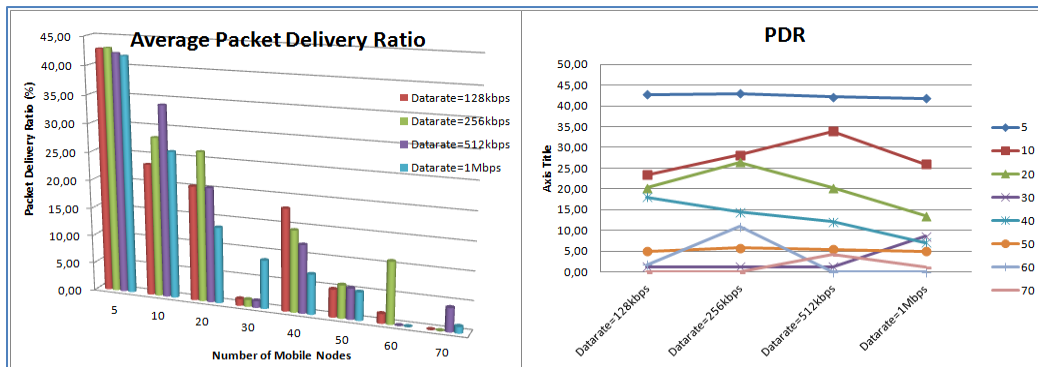 Average Packet Delivery Ratio
Packet Delivery Ratio (%)
45,00
40,00
35,00
30,00
25,00
20,00
15,00
10,00
5,00
0,00
5
10
20
30
40
50
60
70
Number of Mobile Nodes
Datarate=128kbps
Datarate=256kbps
Datarate=512kbps
Datarate=1Mbps
PDR
Axis Title
50,00
45,00
40,00
35,00
30,00
25,00
20,00
15,00
10,00
5,00
0,00
Datarate=128kbps
Datarate=256kbps
Datarate=512kbps
Datarate=1Mbps
5
10
20
30
40
50
60
70